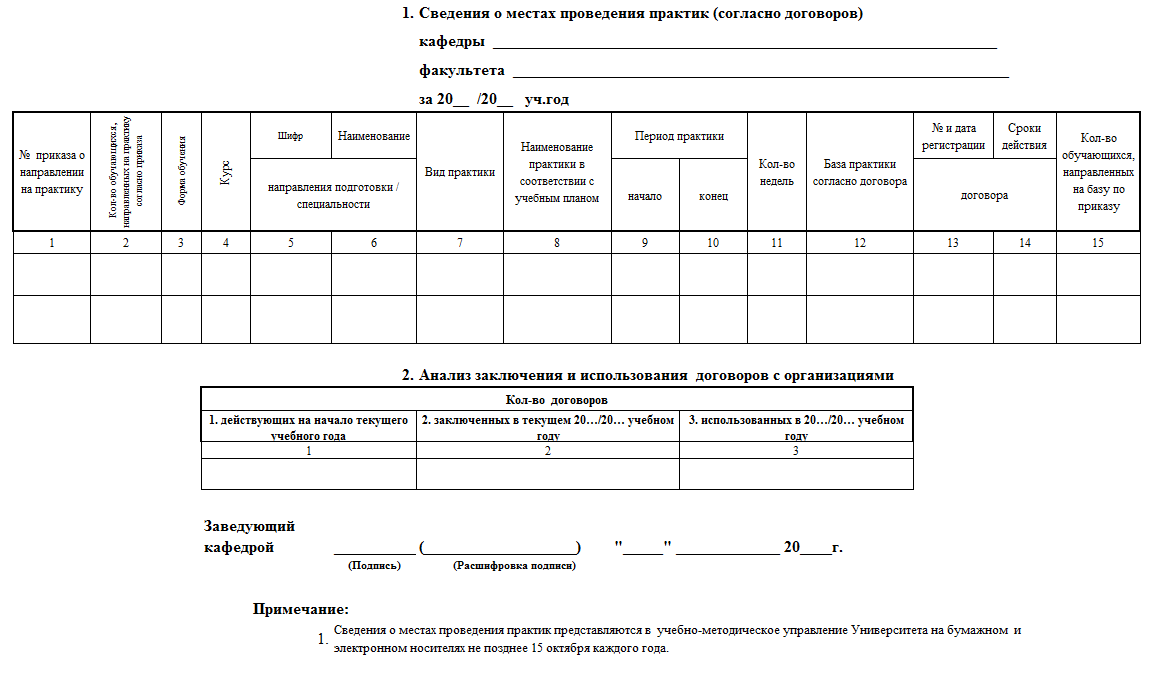 1. Сведения о местах проведения практик (согласно договоров)
кафедры ____________________
факультета ____________________
за 20__ /20__ уч.год
№ приказа о
направлении
на практику
Кол-во обучающихся,
направленных на практику
согласно приказа
Форма обучения
Курс
Шифр
Наименование
направления подготовки /
специальности
Вид практики
Наименование
практики в
соответствии с
учебным планом
Период практики
начало
конец
Кол-во
недель
База практики
согласно договора
№ и дата
регистрации
Сроки
действия
договора
Кол-во
обучающихся,
направленных
на базу по
приказу
1 2 3 4 5 6 7 8 9 10 11 12 13 14 15
2. Анализ заключения и использования договоров с организациями
Кол-во договоров
1. действующих на начало текущего
учебного года
2. заключенных в текущем 20…/20… учебном
году
3. использованных в 20…/20… учебном
году
1 2 3
Заведующий
кафедрой ___________ (____________________) "_____" _____________ 20____г.
(Подпись) (Расшифровка подписи)
Примечание:
1. Сведения о местах проведения практик представляются в учебно-методическое управление Университета на бумажном и
электронном носителях не позднее 15 октября каждого года.